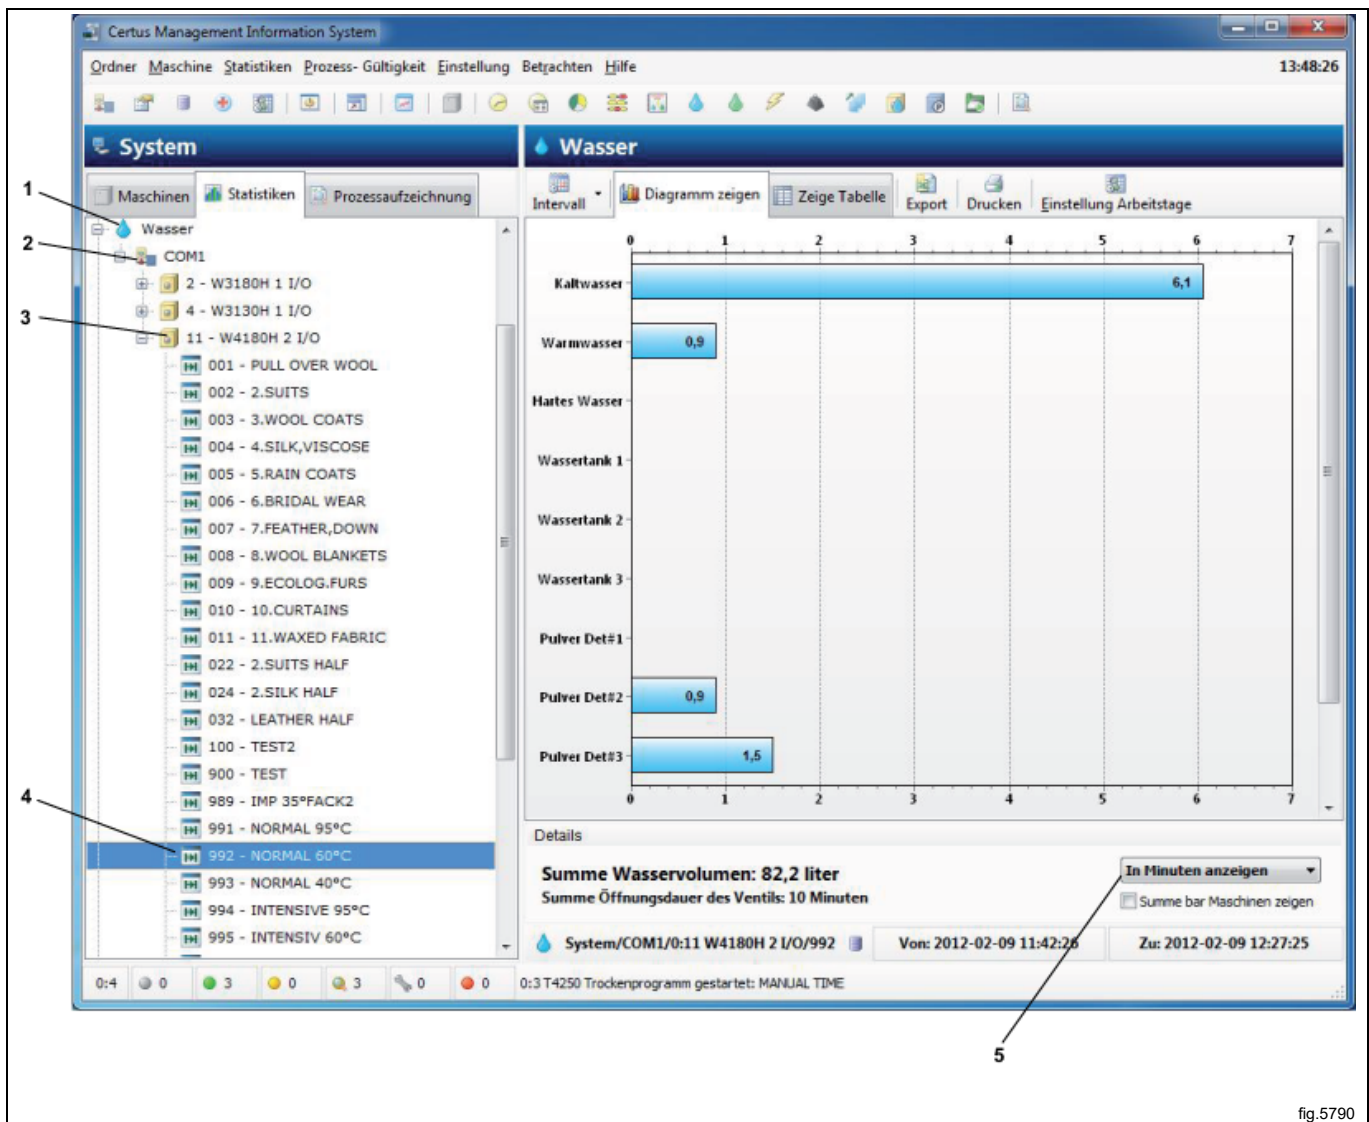 Certus Management Information System
Ordner Maschine Statistiken Prozess- Gültigkeit Einstellung Betrachten Hilfe 13:48:26
System
Wasser
Maschinen Statistiken Prozessaufzeichnung
Intervall Diagramm zeigen Zeige Tabelle Export Drucken Einstellung Arbeitstage
1
2
3
4
Wasser
COM1
2 - W3180H 1 I/O
4 - W3130H 1 I/O
11 - W4180H 2 I/O
001 - PULL OVER WOOL
002 - 2.SUITS
003 - 3.WOOL COATS
004 - 4.SILK,VISCOSE
005 - 5.RAIN COATS
006 - 6.BRIDAL WEAR
007 - 7.FEATHER,DOWN
008 - 8.WOOL BLANKETS
009 - 9.ECOLOG.FURS
010 - 10.CURTAINS
011 - 11.WAXED FABRIC
022 - 2.SUITS HALF
024 - 2.SILK HALF
032 - LEATHER HALF
100 - TEST2
900 - TEST
989 - IMP 35ºFACK2
991 - NORMAL 95ºC
992 - NORMAL 60ºC
993 - NORMAL 40ºC
994 - INTENSIVE 95ºC
995 - INTENSIV 60ºC
0 1 2 3 4 5 6 7
Kaltwasser 6,1
Warmwasser 0,9
Hartes Wasser
Wassertank 1
Wassertank 2
Wassertank 3
Pulver Det#1
Pulver Det#2 0,9
Pulver Det#3 1,5
0 1 2 3 4 5 6 7
Details
Summe Wasservolumen: 82,2 liter
Summe Öffnungsdauer des Ventils: 10 Minuten
In Minuten anzeigen
Summe bar Maschinen zeigen
System/COM1/0:11 W4180H 2 I/O/992 Von: 2012-02-09 11:42:26 Zu: 2012-02-09 12:27:25
0:4 0 3 0 3 0 0 0:3 T4250 Trockenprogramm gestartet: MANUAL TIME
5
fig.5790